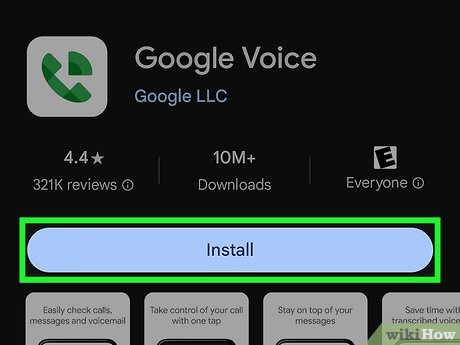 Google Voice
Google LLC
4.4★
10M+
E
321K reviews ⓘ
Downloads
Everyone ⓘ
Install
Easily check calls,
messages and voicemail
Take control of your call
with one tap
Stay on top of your
messages
Save time with
transcribed voice
wikiHow